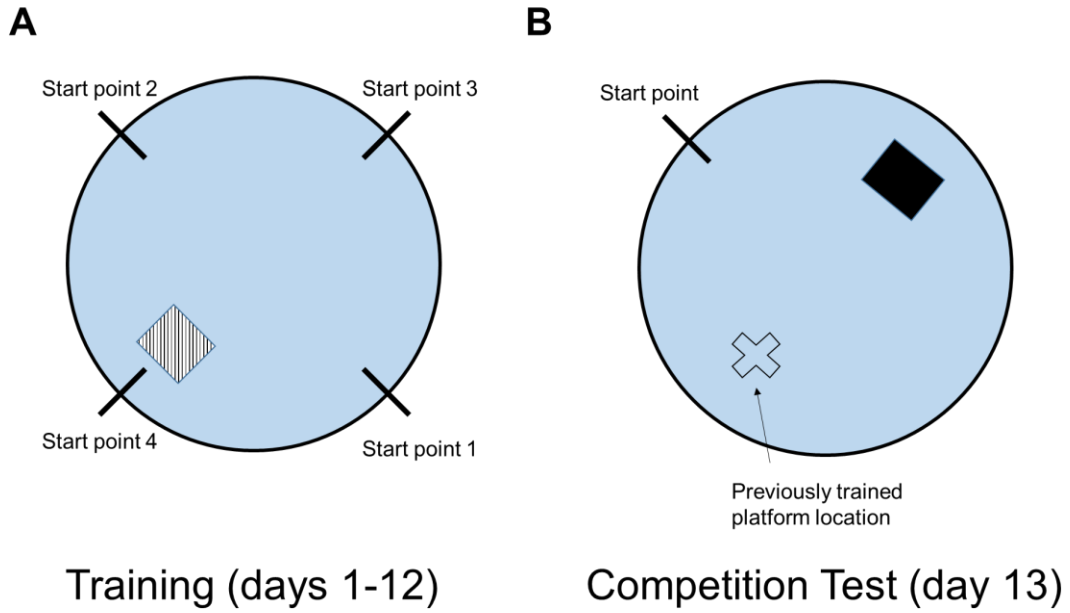 A
B
Start point 2
Start point 3
Start point
Start point 4
Start point 1
Previously trained
platform location
Training (days 1-12)
Competition Test (day 13)